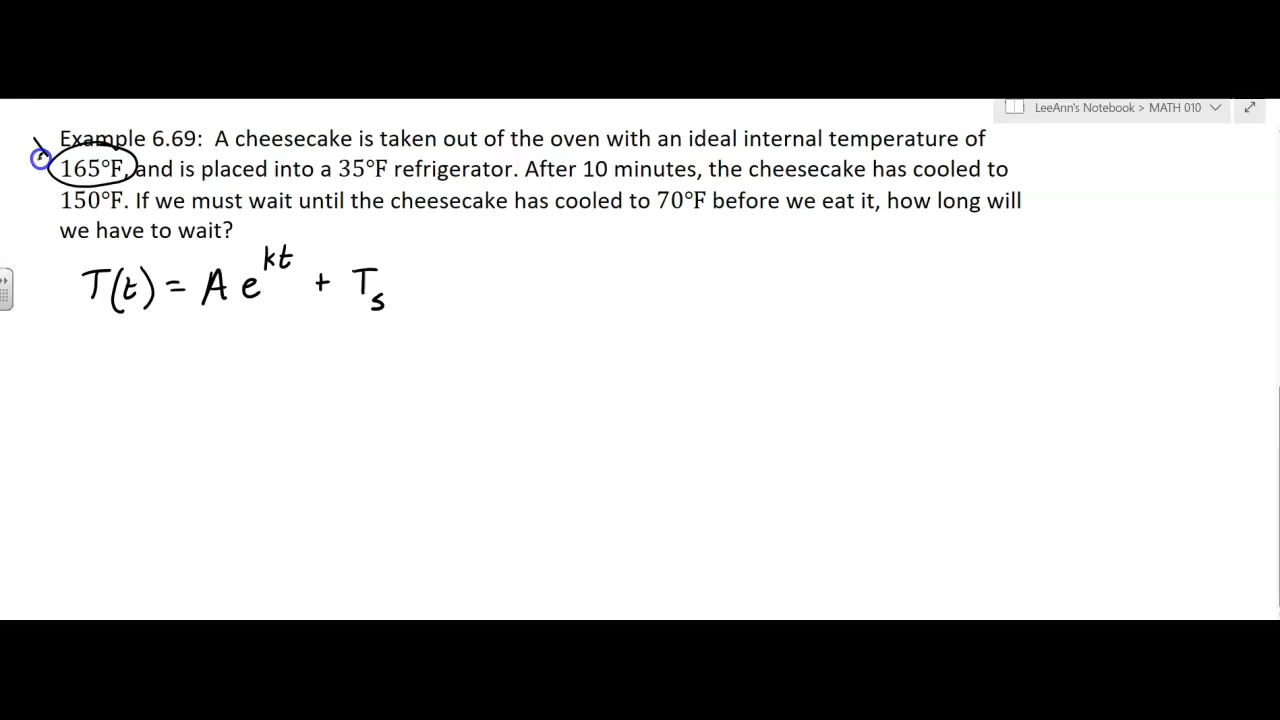 LeeAnn's Notebook > MATH 010
Example 6.69: A cheesecake is taken out of the oven with an ideal internal temperature of
165°F, and is placed into a 35°F refrigerator. After 10 minutes, the cheesecake has cooled to
150°F. If we must wait until the cheesecake has cooled to 70°F before we eat it, how long will
we have to wait?
T(t) = A e^{kt} + T_s